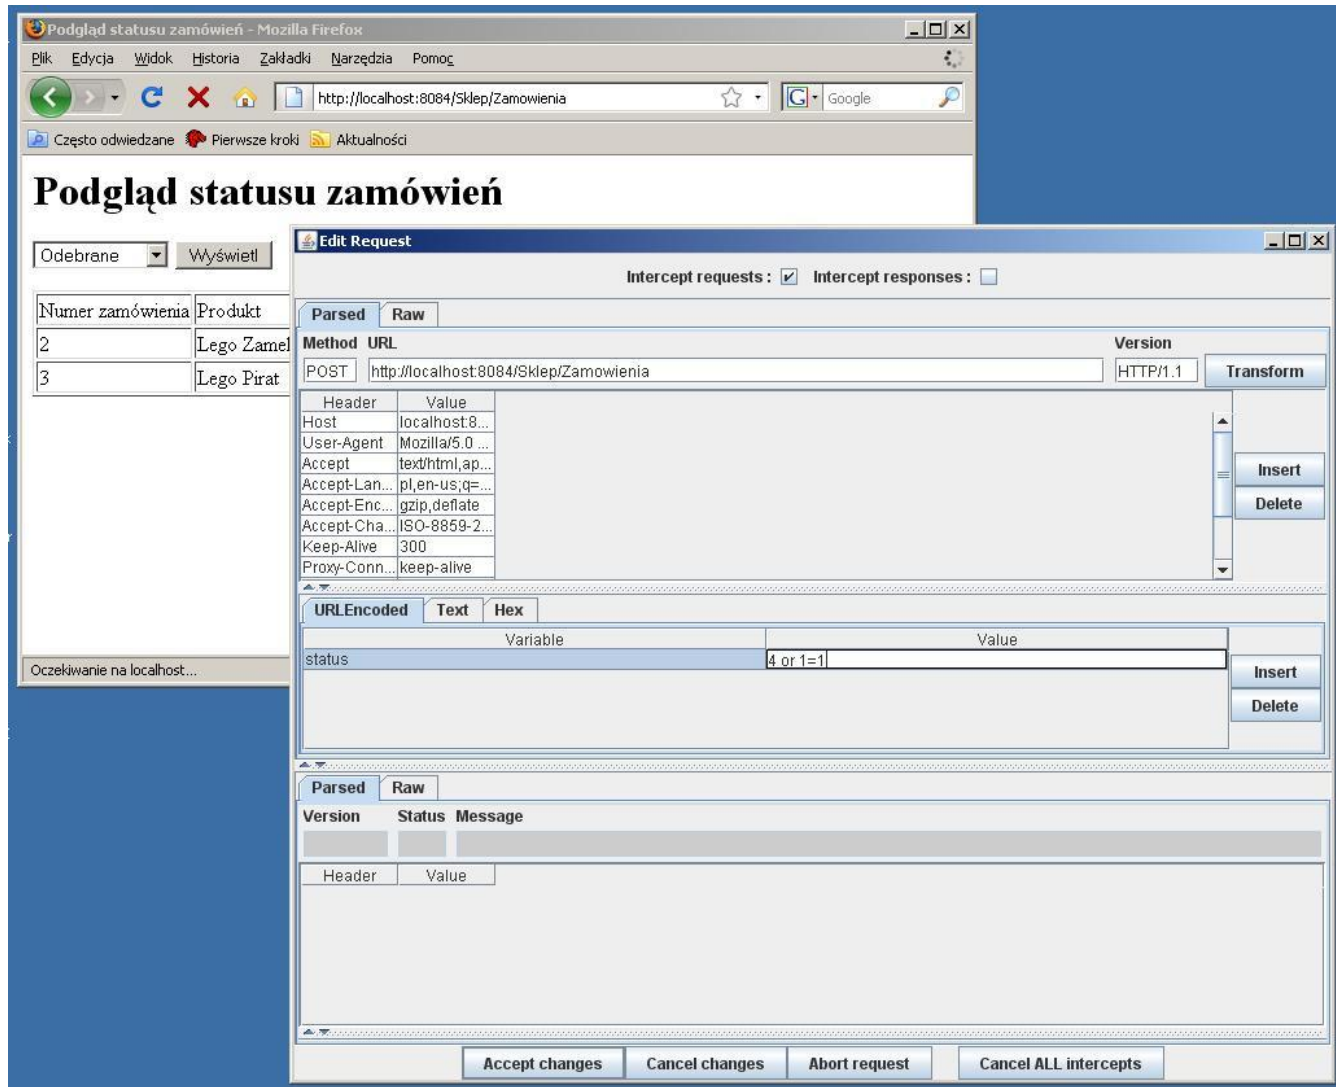 Podgląd statusu zamówień - Mozilla Firefox
Plik Edycja Widok Historia Zakładki Narzędzia Pomoc
http://localhost:8084/Sklep/Zamowienia
G Google
Często odwiedzane Pierwsze kroki Aktualności
Podgląd statusu zamówień
Odebrane Wyświetl
Numer zamówienia Produkt
2 Lego Zamek
3 Lego Pirat
Oczekiwanie na localhost...
Edit Request
Intercept requests : Intercept responses :
Parsed Raw
Method URL Version
POST http://localhost:8084/Sklep/Zamowienia HTTP/1.1 Transform
Header Value
Host localhost:8...
User-Agent Mozilla/5.0 ...
Accept text/html,ap...
Accept-Lan... pl,en-us;q=...
Accept-Enc... gzip,deflate
Accept-Cha... ISO-8859-2...
Keep-Alive 300
Proxy-Conn... keep-alive
Insert
Delete
URLEncoded Text Hex
Variable Value
status 4 or 1=1
Insert
Delete
Parsed Raw
Version Status Message
Header Value
Accept changes Cancel changes Abort request Cancel ALL intercepts